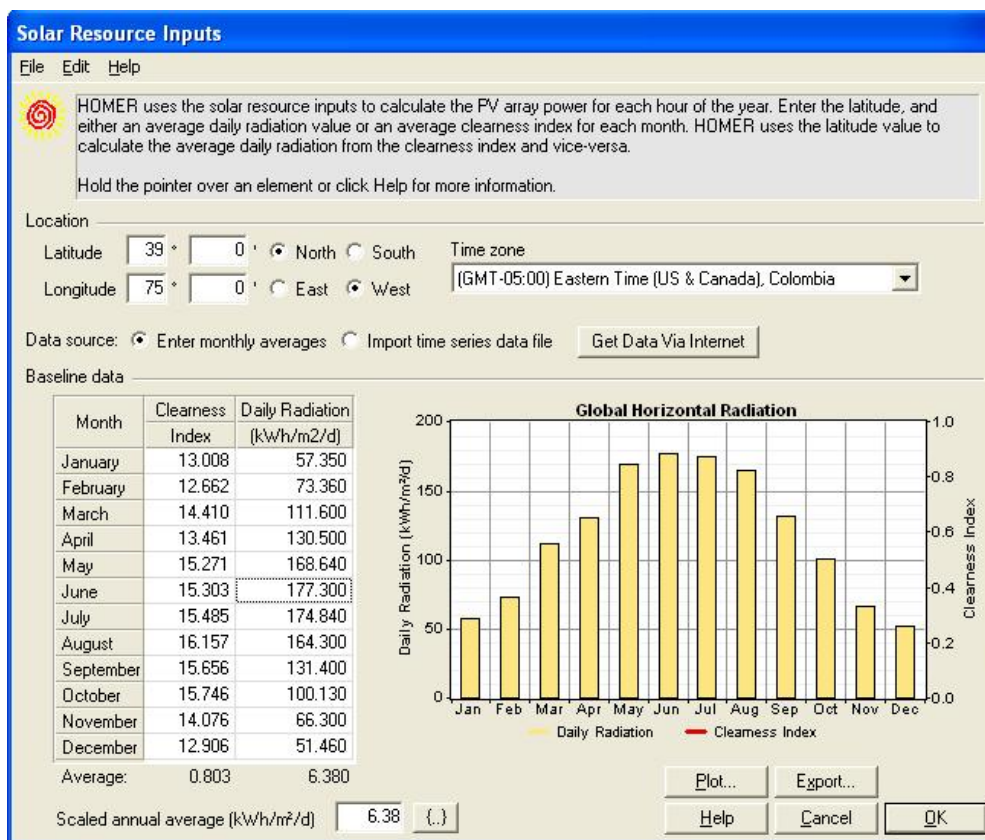 Solar Resource Inputs
File Edit Help
HOMER uses the solar resource inputs to calculate the PV array power for each hour of the year. Enter the latitude, and
either an average daily radiation value or an average clearness index for each month. HOMER uses the latitude value to
calculate the average daily radiation from the clearness index and vice-versa.
Hold the pointer over an element or click Help for more information.
Location
Latitude 39 ° 0 ' North South Time zone
Longitude 75 ° 0 ' East West (GMT-05:00) Eastern Time (US & Canada), Colombia
Data source: Enter monthly averages Import time series data file Get Data Via Internet
Baseline data
Month Clearness Index Daily Radiation (kWh/m2/d)
January 13.008 57.350
February 12.662 73.360
March 14.410 111.600
April 13.461 130.500
May 15.271 168.640
June 15.303 177.300
July 15.485 174.840
August 16.157 164.300
September 15.656 131.400
October 15.746 100.130
November 14.076 66.300
December 12.906 51.460
Average: 0.803 6.380
Scaled annual average (kWh/m²/d) 6.38 {..}
Global Horizontal Radiation
Daily Radiation (kWh/m²/d)
200
150
100
50
0
Clearness Index
1.0
0.8
0.6
0.4
0.2
0.0
Jan Feb Mar Apr May Jun Jul Aug Sep Oct Nov Dec
Daily Radiation Clearness Index
Plot... Export...
Help Cancel OK